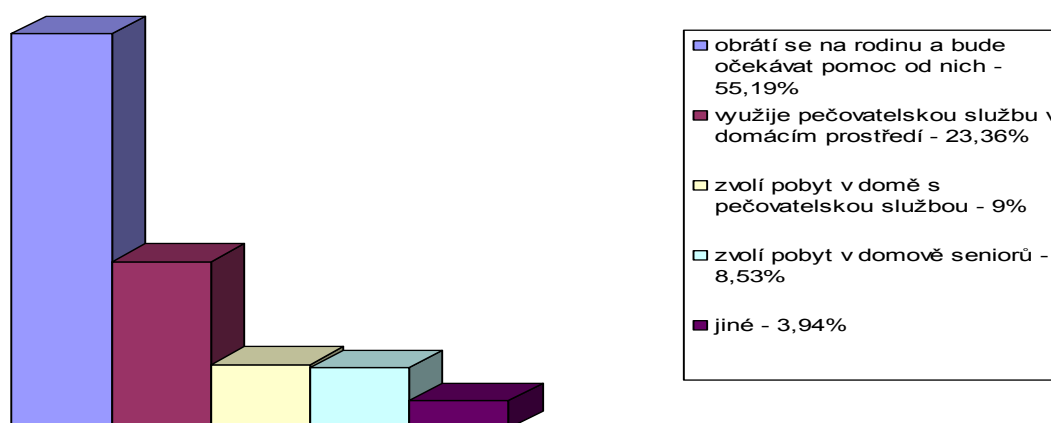 obrátí se na rodinu a bude
očekávat pomoc od nich -
55,19%
využije pečovatelskou službu v
domácím prostředí - 23,36%
zvolí pobyt v domě s
pečovatelskou službou - 9%
zvolí pobyt v domově seniorů -
8,53%
jiné - 3,94%